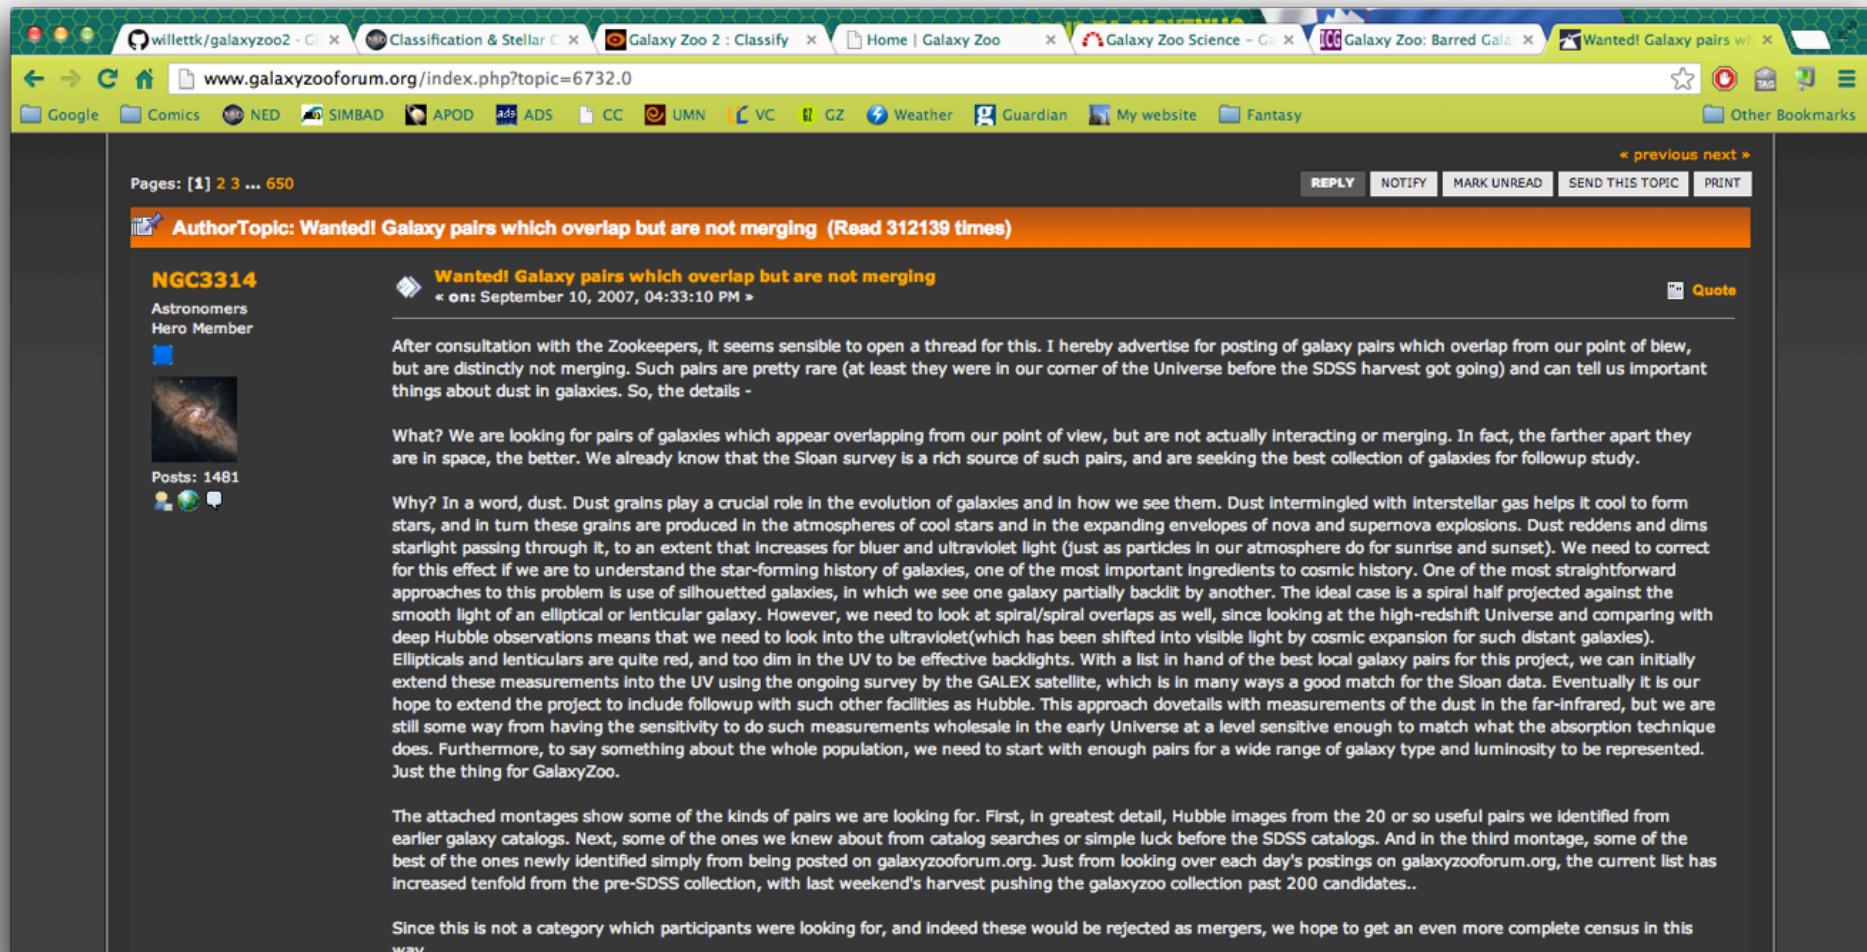 willettk/galaxyzoo2 - Gi
Classification & Stellar C
Galaxy Zoo 2 : Classify
Home | Galaxy Zoo
Galaxy Zoo Science - Ga
ICG Galaxy Zoo: Barred Gala
Wanted! Galaxy pairs wh
www.galaxyzooforum.org/index.php?topic=6732.0
TAG
Google Comics NED SIMBAD APOD ads ADS CC UMN VC GZ GZ Weather g Guardian My website Fantasy Other Bookmarks
« previous next »
Pages: [1] 2 3 ... 650
REPLY NOTIFY MARK UNREAD SEND THIS TOPIC PRINT
AuthorTopic: Wanted! Galaxy pairs which overlap but are not merging (Read 312139 times)
NGC3314
Astronomers
Hero Member
Posts: 1481
Wanted! Galaxy pairs which overlap but are not merging
« on: September 10, 2007, 04:33:10 PM »
Quote
After consultation with the Zookeepers, it seems sensible to open a thread for this. I hereby advertise for posting of galaxy pairs which overlap from our point of biew,
but are distinctly not merging. Such pairs are pretty rare (at least they were in our corner of the Universe before the SDSS harvest got going) and can tell us important
things about dust in galaxies. So, the details -
What? We are looking for pairs of galaxies which appear overlapping from our point of view, but are not actually interacting or merging. In fact, the farther apart they
are in space, the better. We already know that the Sloan survey is a rich source of such pairs, and are seeking the best collection of galaxies for followup study.
Why? In a word, dust. Dust grains play a crucial role in the evolution of galaxies and in how we see them. Dust intermingled with interstellar gas helps it cool to form
stars, and in turn these grains are produced in the atmospheres of cool stars and in the expanding envelopes of nova and supernova explosions. Dust reddens and dims
starlight passing through it, to an extent that increases for bluer and ultraviolet light (just as particles in our atmosphere do for sunrise and sunset). We need to correct
for this effect if we are to understand the star-forming history of galaxies, one of the most important ingredients to cosmic history. One of the most straightforward
approaches to this problem is use of silhouetted galaxies, in which we see one galaxy partially backlit by another. The ideal case is a spiral half projected against the
smooth light of an elliptical or lenticular galaxy. However, we need to look at spiral/spiral overlaps as well, since looking at the high-redshift Universe and comparing with
deep Hubble observations means that we need to look into the ultraviolet(which has been shifted into visible light by cosmic expansion for such distant galaxies).
Ellipticals and lenticulars are quite red, and too dim in the UV to be effective backlights. With a list in hand of the best local galaxy pairs for this project, we can initially
extend these measurements into the UV using the ongoing survey by the GALEX satellite, which is in many ways a good match for the Sloan data. Eventually it is our
hope to extend the project to include followup with such other facilities as Hubble. This approach dovetails with measurements of the dust in the far-infrared, but we are
still some way from having the sensitivity to do such measurements wholesale in the early Universe at a level sensitive enough to match what the absorption technique
does. Furthermore, to say something about the whole population, we need to start with enough pairs for a wide range of galaxy type and luminosity to be represented.
Just the thing for GalaxyZoo.
The attached montages show some of the kinds of pairs we are looking for. First, in greatest detail, Hubble images from the 20 or so useful pairs we identified from
earlier galaxy catalogs. Next, some of the ones we knew about from catalog searches or simple luck before the SDSS catalogs. And in the third montage, some of the
best of the ones newly identified simply from being posted on galaxyzooforum.org. Just from looking over each day's postings on galaxyzooforum.org, the current list has
increased tenfold from the pre-SDSS collection, with last weekend's harvest pushing the galaxyzoo collection past 200 candidates..
Since this is not a category which participants were looking for, and indeed these would be rejected as mergers, we hope to get an even more complete census in this
way